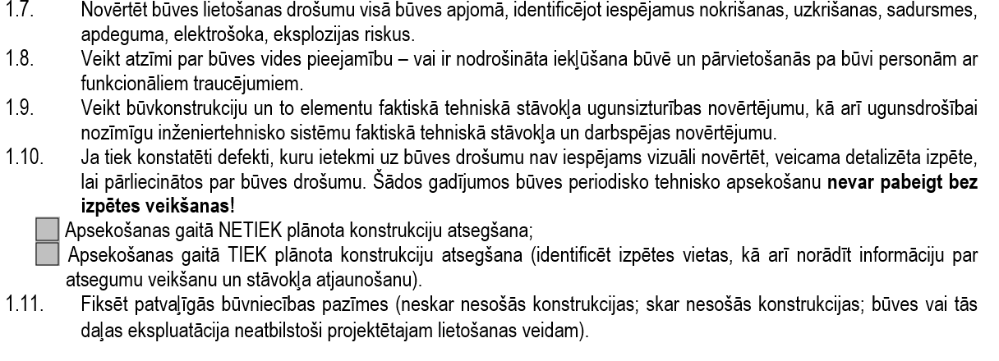 1.7. Novērtēt būves lietošanas drošumu visā būves apjomā, identificējot iespējamus nokrišanas, uzkrišanas, sadursmes,
apdeguma, elektrošoka, eksplozijas riskus.
1.8. Veikt atzīmi par būves vides pieejamību – vai ir nodrošināta iekļūšana būvē un pārvietošanās pa būvi personām ar
funkcionāliem traucējumiem.
1.9. Veikt būvkonstrukciju un to elementu faktiskā tehniskā stāvokļa ugunsizturības novērtējumu, kā arī ugunsdrošībai
nozīmīgu inženiertehnisko sistēmu faktiskā tehniskā stāvokļa un darbspējas novērtējumu.
1.10. Ja tiek konstatēti defekti, kuru ietekmi uz būves drošumu nav iespējams vizuāli novērtēt, veicama detalizēta izpēte,
lai pārliecinātos par būves drošumu. Šādos gadījumos būves periodisko tehnisko apsekošanu nevar pabeigt bez
izpētes veikšanas!
Apsekošanas gaitā NETIEK plānota konstrukciju atsegšana;
Apsekošanas gaitā TIEK plānota konstrukciju atsegšana (identificēt izpētes vietas, kā arī norādīt informāciju par
atsegumu veikšanu un stāvokļa atjaunošanu).
1.11. Fiksēt patvaļīgās būvniecības pazīmes (neskar nesošās konstrukcijas; skar nesošās konstrukcijas; būves vai tās
daļas ekspluatācija neatbilstoši projektētajam lietošanas veidam).